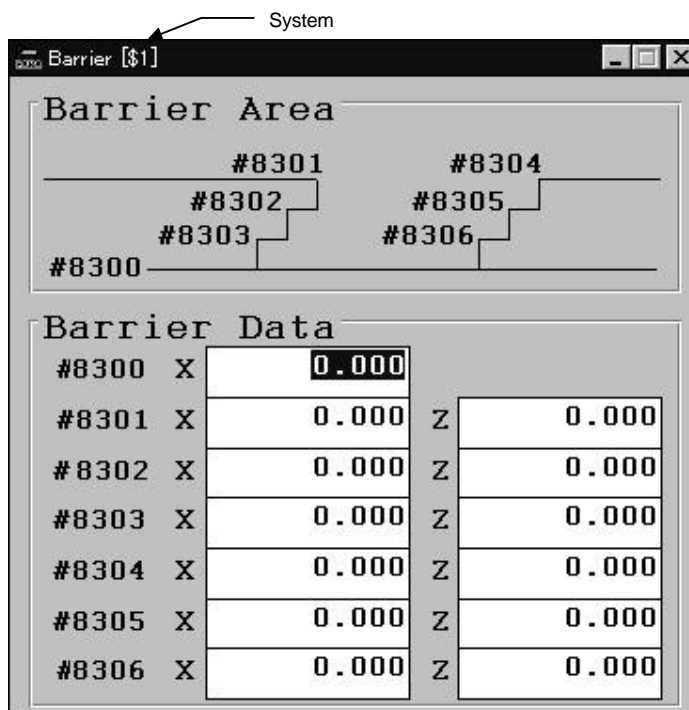 System
Barrier [$1]
Barrier Area
#8301 #8304
#8302 #8305
#8303 #8306
#8300
Barrier Data
#8300 X 0.000
#8301 X 0.000 Z 0.000
#8302 X 0.000 Z 0.000
#8303 X 0.000 Z 0.000
#8304 X 0.000 Z 0.000
#8305 X 0.000 Z 0.000
#8306 X 0.000 Z 0.000